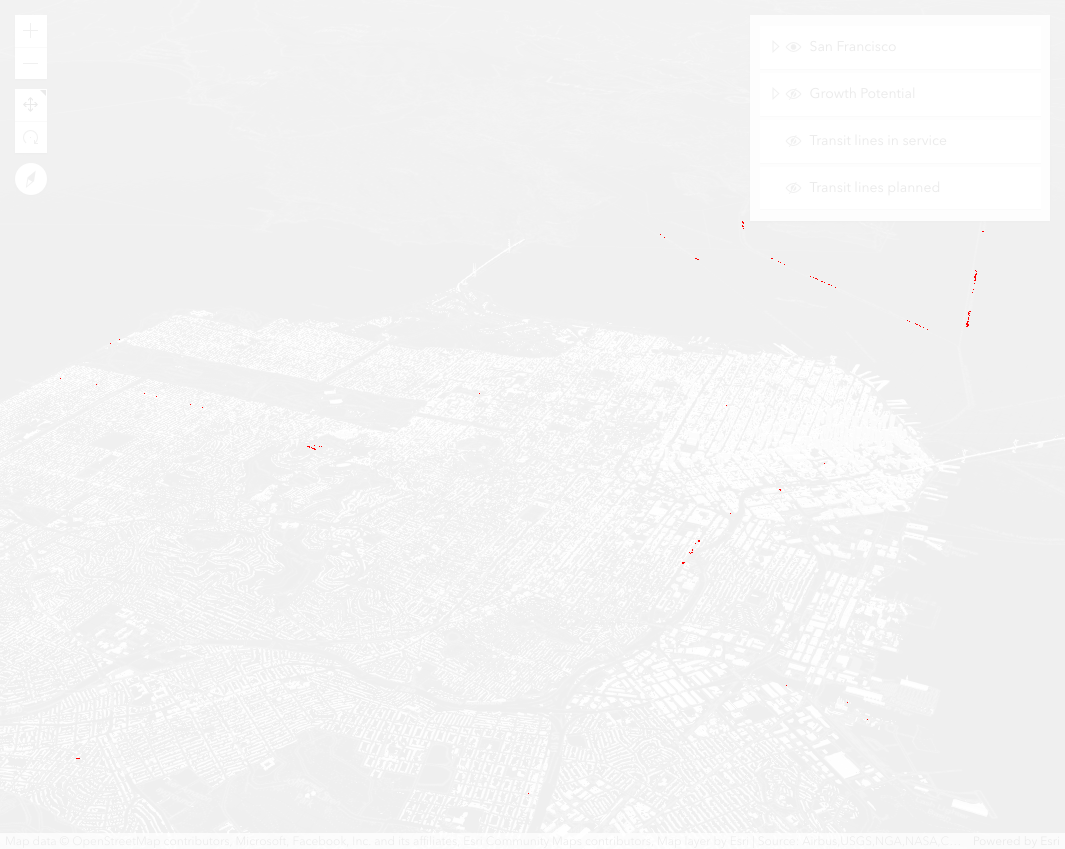 San Francisco
Growth Potential
Transit lines in service
Transit lines planned
Map data © OpenStreetMap contributors, Microsoft, Facebook, Inc. and its affiliates, Esri Community Maps contributors, Map layer by Esri | Source: Airbus,USGS,NGA,NASA,C...
Powered by Esri